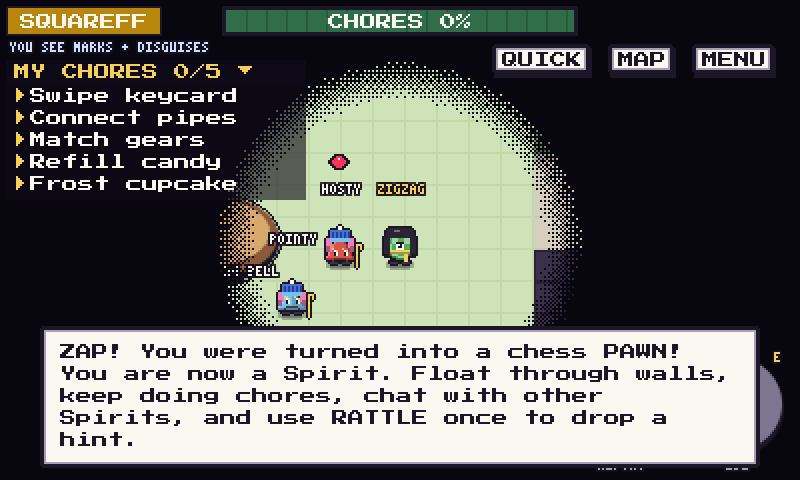 SQUAREFF
CHORES 0%
YOU SEE MARKS + DISGUISES
QUICK
MAP
MENU
MY CHORES 0/5
Swipe keycard
Connect pipes
Match gears
Refill candy
Frost cupcake
HOSTY
ZIGZAG
POINTY
ZAP! You were turned into a chess PAWN!
You are now a Spirit. Float through walls,
keep doing chores, chat with other
Spirits, and use RATTLE once to drop a
hint.
E